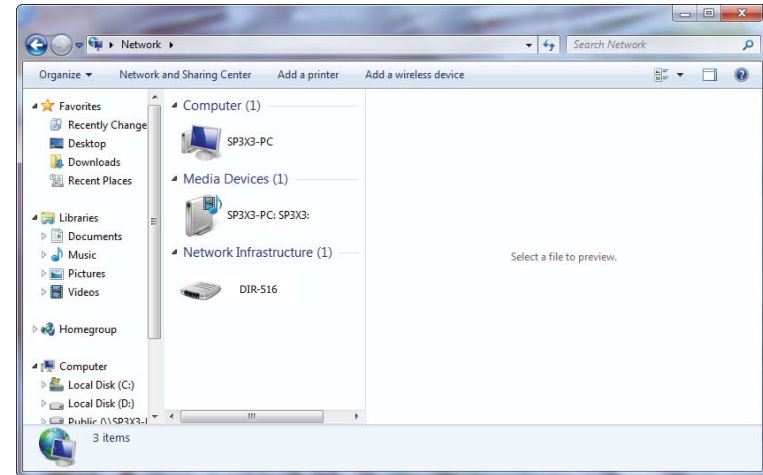 Network
Search Network
Organize Network and Sharing Center Add a printer Add a wireless device
Favorites
Recently Change
Desktop
Downloads
Recent Places
Libraries
Documents
Music
Pictures
Videos
Homegroup
Computer
Local Disk (C:)
Local Disk (D:)
Public (\\SP3X3-
Computer (1)
SP3X3-PC
Media Devices (1)
SP3X3-PC: SP3X3:
Network Infrastructure (1)
DIR-516
Select a file to preview.
3 items